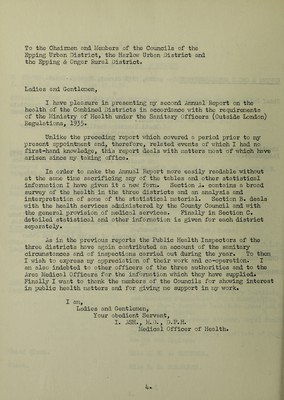 To the Chairmen and Members of the Councils of the
Epping Urban District, the Harlow Urban District and
the Epping & Ongar Rural District.
Ladies and Gentlemen,
I have pleasure in presenting my second Annual Report on the
health of the Combined Districts in accordance with the requirements
of the Ministry of Health under the Sanitary Officers (Outside London)
Regulations, 1935.
Unlike the preceding report which covered a period prior to my
present appointment and, therefore, related events of which I had no
first-hand knowledge, this report deals with matters most of which have
arisen since my taking office.
In order to make the Annual Report more easily readable without
at the same time sacrificing any of the tables and other statistical
information I have given it a new form. Section A. contains a broad
survey of the health in the three districts and an analysis and
interpretation of some of the statistical material. Section B. deals
with the health services administered by the County Council and with
the general provision of medical services. Finally in Section C.
detailed statistical and other information is given for each district
separately.
As in the previous reports the Public Health Inspectors of the
three districts have again contributed an account of the sanitary
circumstances and of inspections carried out during the year. To them
I wish to express my appreciation of their work and co-operation. I
am also indebted to other officers of the three authorities and to the
Area Medical Officers for the information which they have supplied.
Finally I want to thank the members of the Councils for showing interest
in public health matters and for giving me support in my work.
I am,
Ladies and Gentlemen,
Your obedient Servant,
I. ASH., M.D., D.P.H.
Medical Officer of Health.
4.